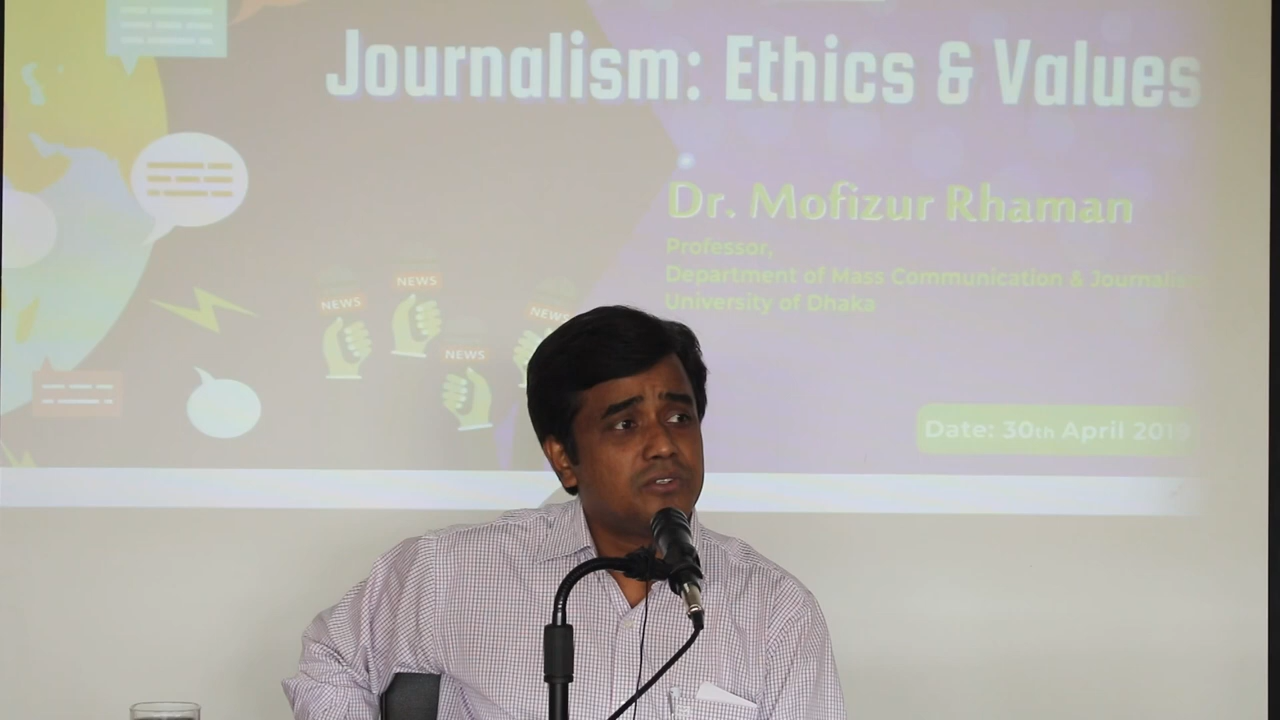 Journalism: Ethics & Values
Dr. Mofizur Rhaman
Professor,
Department of Mass Communication & Journalism
University of Dhaka
NEWS
NEWS
NEWS
NEWS
Date: 30th April 2019